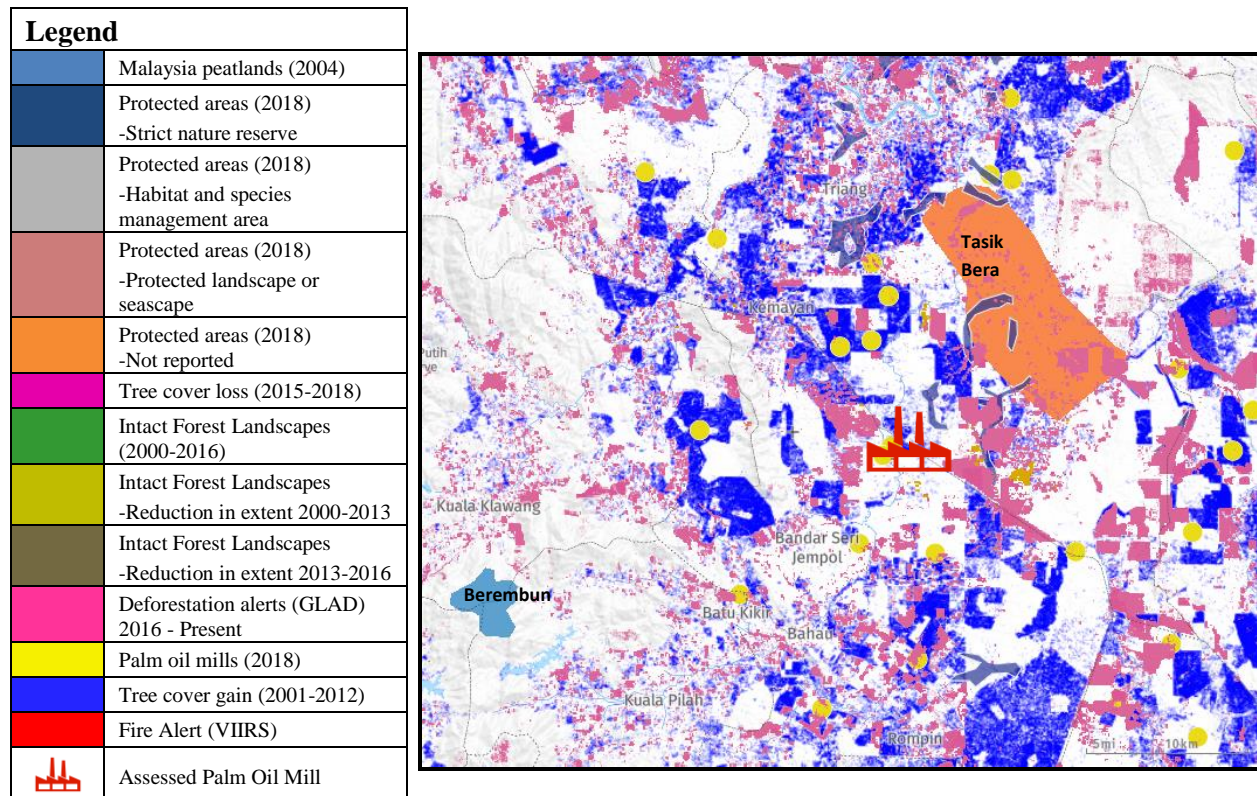 Legend
Malaysia peatlands (2004)
Protected areas (2018)
-Strict nature reserve
Protected areas (2018)
-Habitat and species
management area
Protected areas (2018)
-Protected landscape or
seascape
Protected areas (2018)
-Not reported
Tree cover loss (2015-2018)
Intact Forest Landscapes
(2000-2016)
Intact Forest Landscapes
-Reduction in extent 2000-2013
Intact Forest Landscapes
-Reduction in extent 2013-2016
Deforestation alerts (GLAD)
2016 - Present
Palm oil mills (2018)
Tree cover gain (2001-2012)
Fire Alert (VIIRS)
Assessed Palm Oil Mill
Triang
Tasik
Bera
Kemayan
Putih
Kuala Klawang
Bandar Seri
Jempol
Berembun
Batu Kikir
Bahau
Kuala Pilah
Rompin
5mi
10km